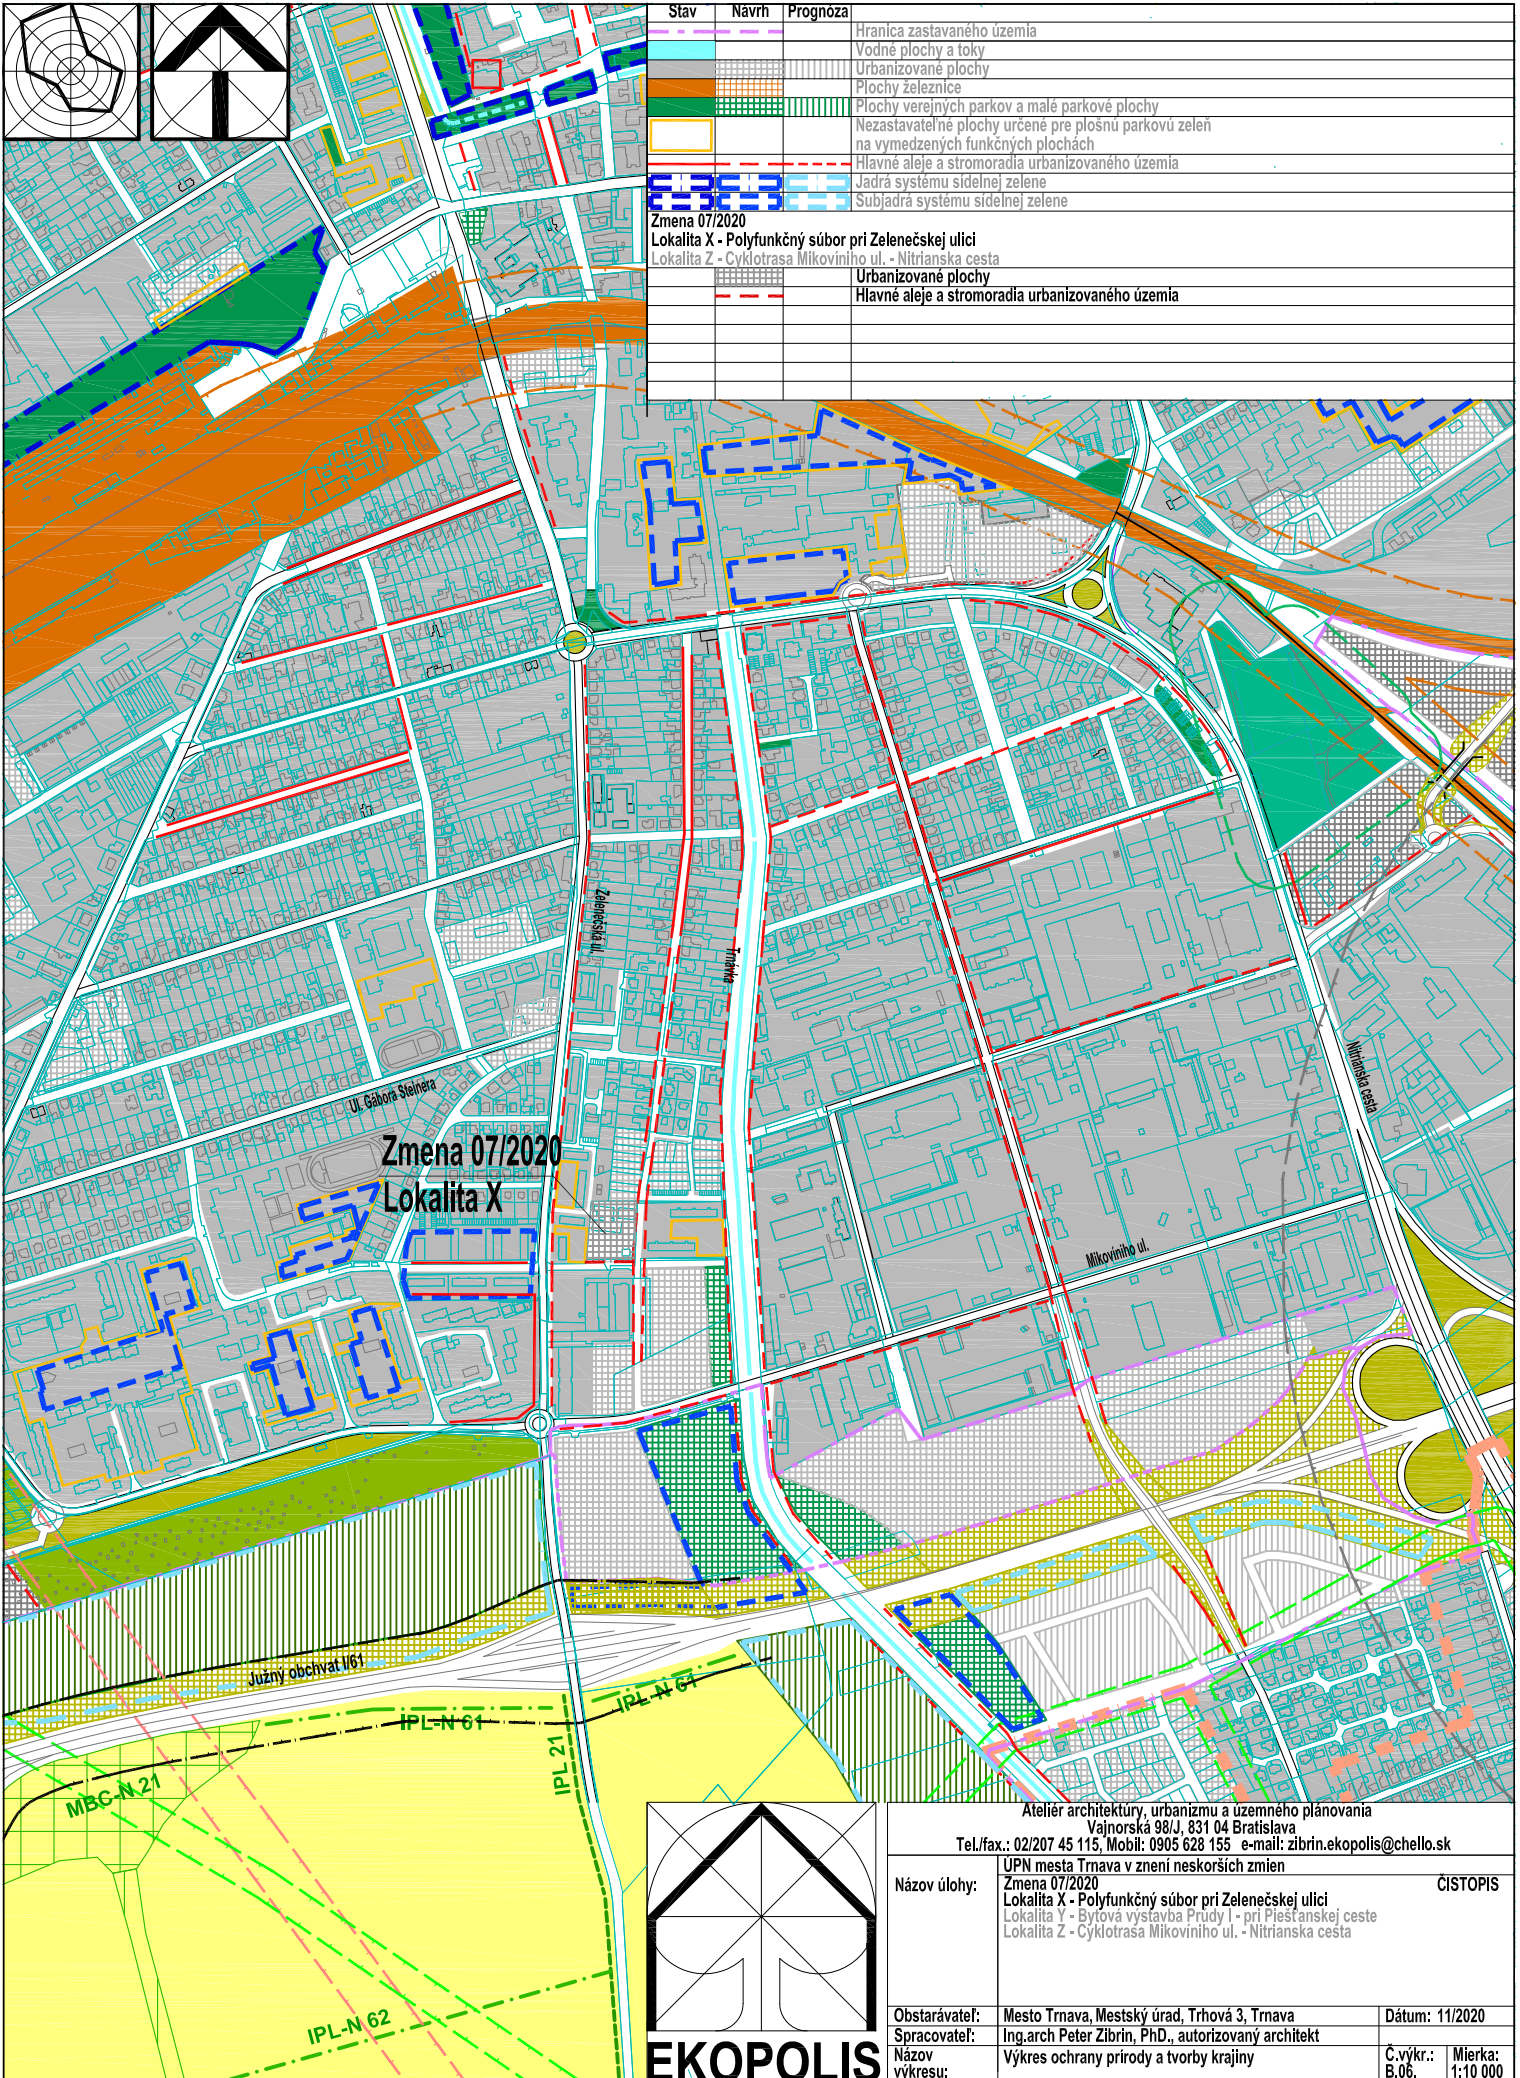 Stav Návrh Prognóza
Hranica zastavaného územia
Vodné plochy a toky
Urbanizované plochy
Plochy železnice
Plochy verejných parkov a malé parkové plochy
Nezastavateľné plochy určené pre plošnú parkovú zeleň
na vymedzených funkčných plochách
Hlavné aleje a stromoradia urbanizovaného územia
Jadrá systému sídelnej zelene
Subjadrá systému sídelnej zelene
Zmena 07/2020
Lokalita X - Polyfunkčný súbor pri Zelenečskej ulici
Lokalita Z - Cyklotrasa Mikovíniho ul. - Nitrianska cesta
Urbanizované plochy
Hlavné aleje a stromoradia urbanizovaného územia
Zelenečská ul.
Trnávka
Nitrianska cesta
Ul. Gábora Steinera
Zmena 07/2020
Lokalita X
Mikovíniho ul.
Južný obchvat I/61
IPL-N 61
IPL-N 61
IPL 21
MBC-N 21
IPL-N 62
EKOPOLIS
Ateliér architektúry, urbanizmu a územného plánovania
Vajnorská 98/J, 831 04 Bratislava
Tel./fax.: 02/207 45 115, Mobil: 0905 628 155 e-mail: zibrin.ekopolis@chello.sk
Názov úlohy:
ÚPN mesta Trnava v znení neskorších zmien
Zmena 07/2020 ČISTOPIS
Lokalita X - Polyfunkčný súbor pri Zelenečskej ulici
Lokalita Y - Bytová výstavba Prúdy I - pri Piešťanskej ceste
Lokalita Z - Cyklotrasa Mikovíniho ul. - Nitrianska cesta
Obstarávateľ: Mesto Trnava, Mestský úrad, Trhová 3, Trnava Dátum: 11/2020
Spracovateľ: Ing.arch Peter Zibrin, PhD., autorizovaný architekt
Názov výkresu: Výkres ochrany prírody a tvorby krajiny Č.výkr.: B.06. Mierka: 1:10 000